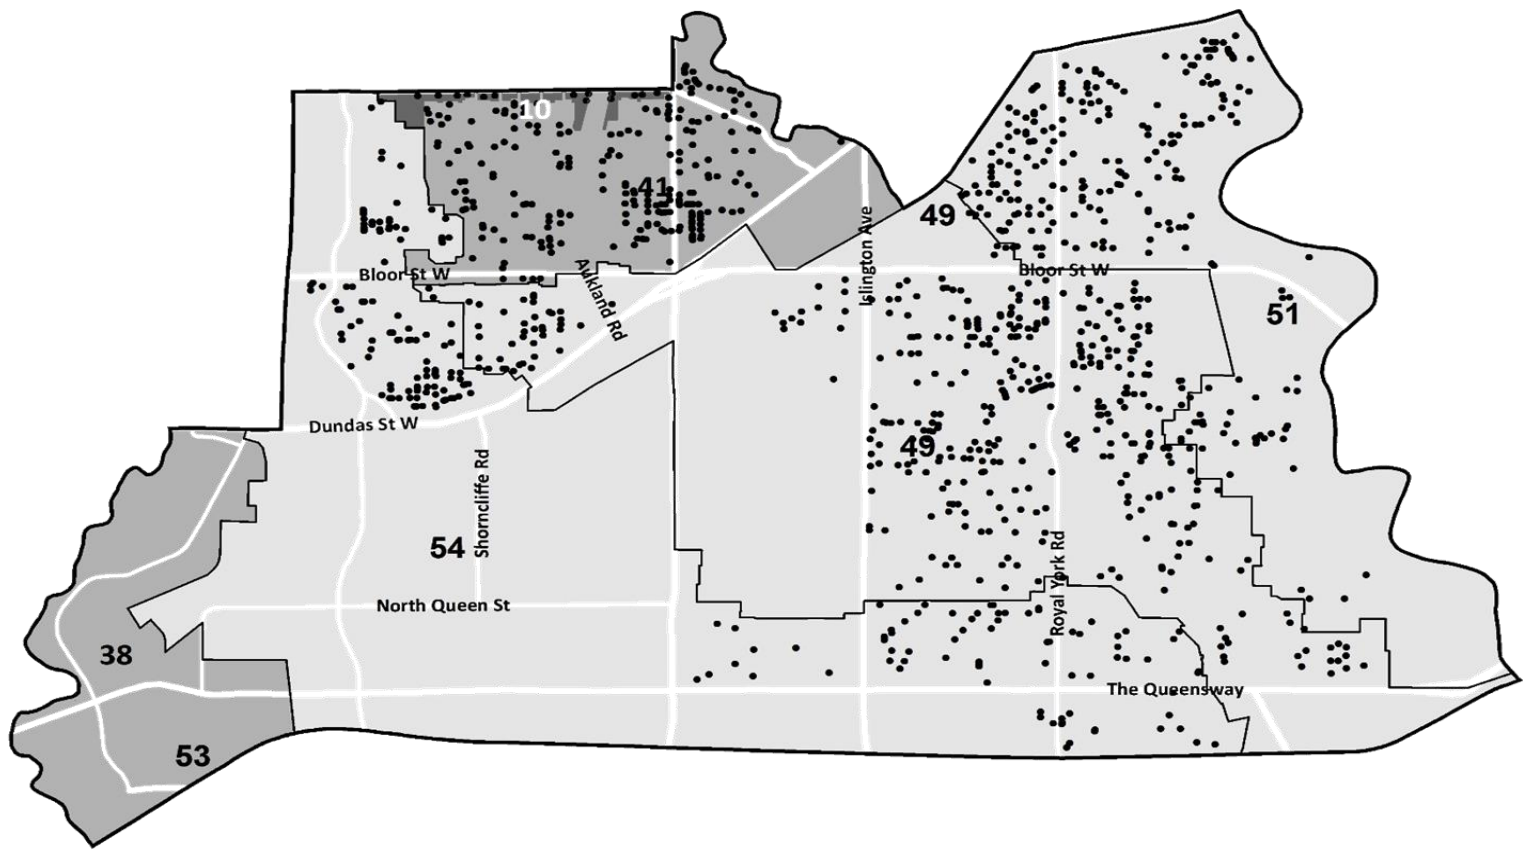 10
41
49
Islington Ave
Bloor St W
Aukland Rd
Bloor St W
51
Dundas St W
49
Shorncliffe Rd
54
Royal York Rd
North Queen St
38
The Queensway
53